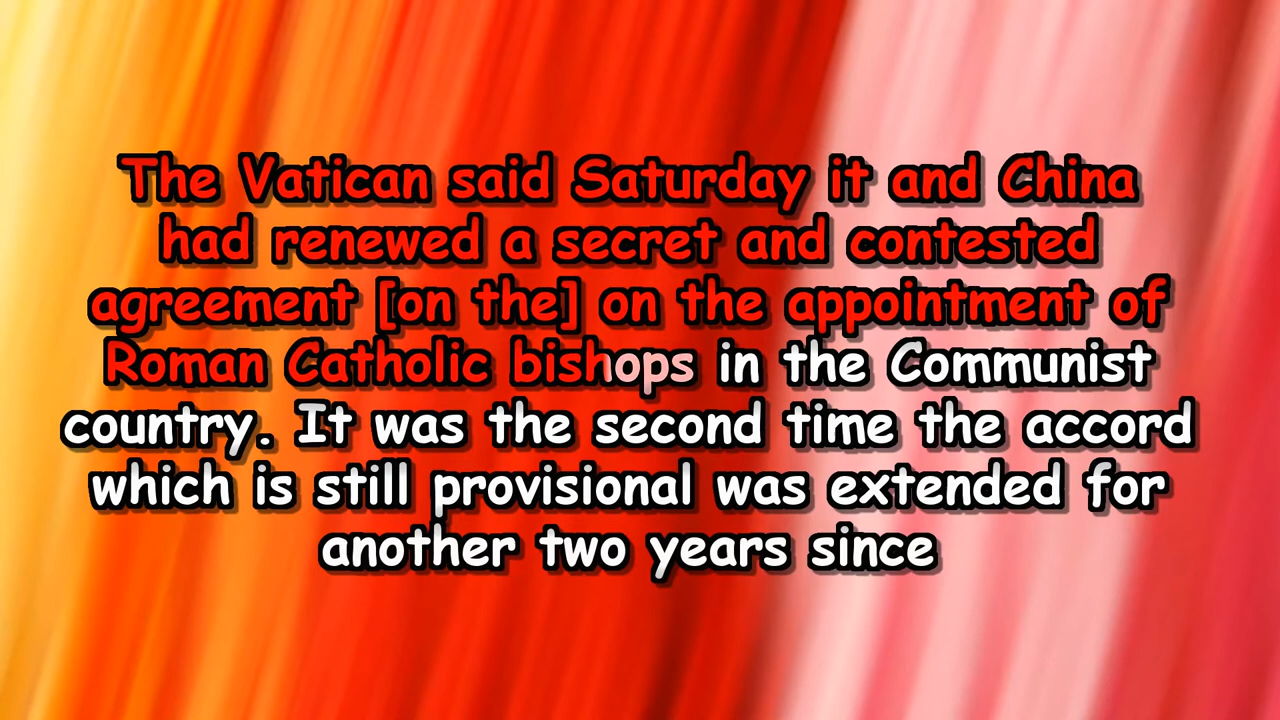 The Vatican said Saturday it and China
had renewed a secret and contested
agreement [on the] on the appointment of
Roman Catholic bishops in the Communist
country. It was the second time the accord
which is still provisional was extended for
another two years since